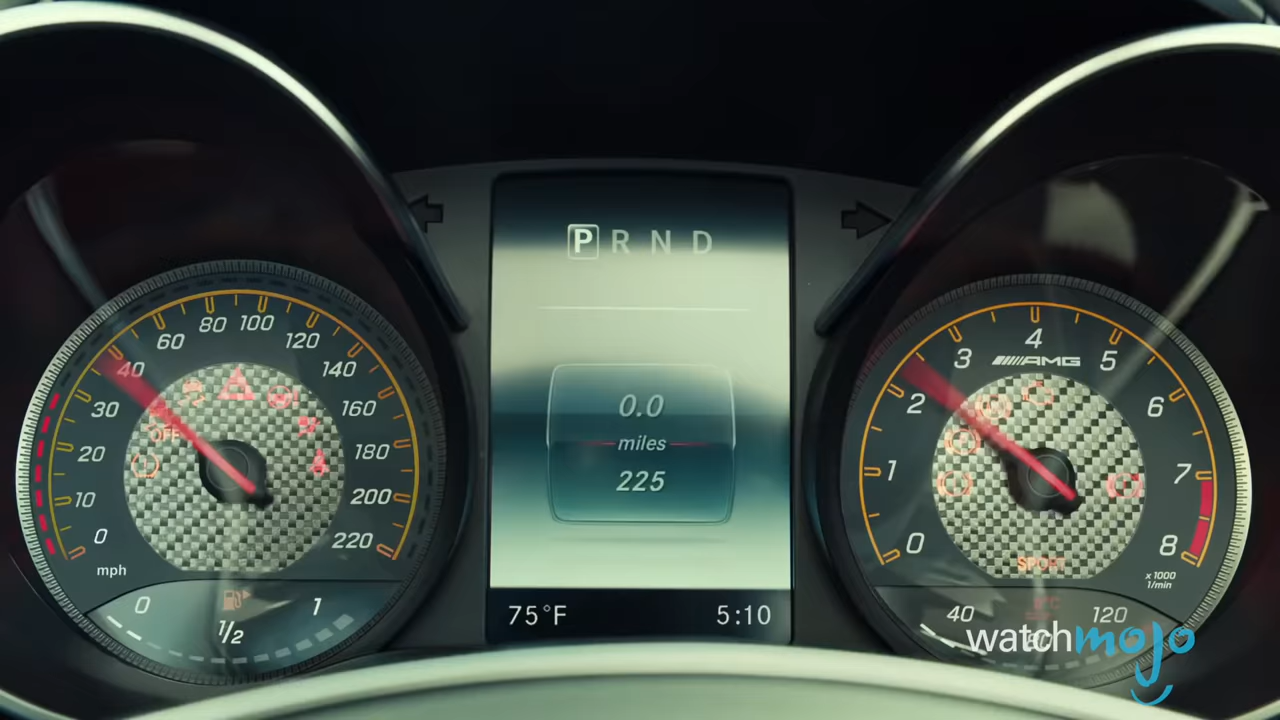 P R N D
0.0
miles
225
75°F 5:10
0 10 20 30 40 60 80 100 120 140 160 180 200 220
mph
OFF
0 1/2 1
0 1 2 3 4 5 6 7 8
AMG
SPORT
x 1000
1/min
40 80 120
°C
watchmojo